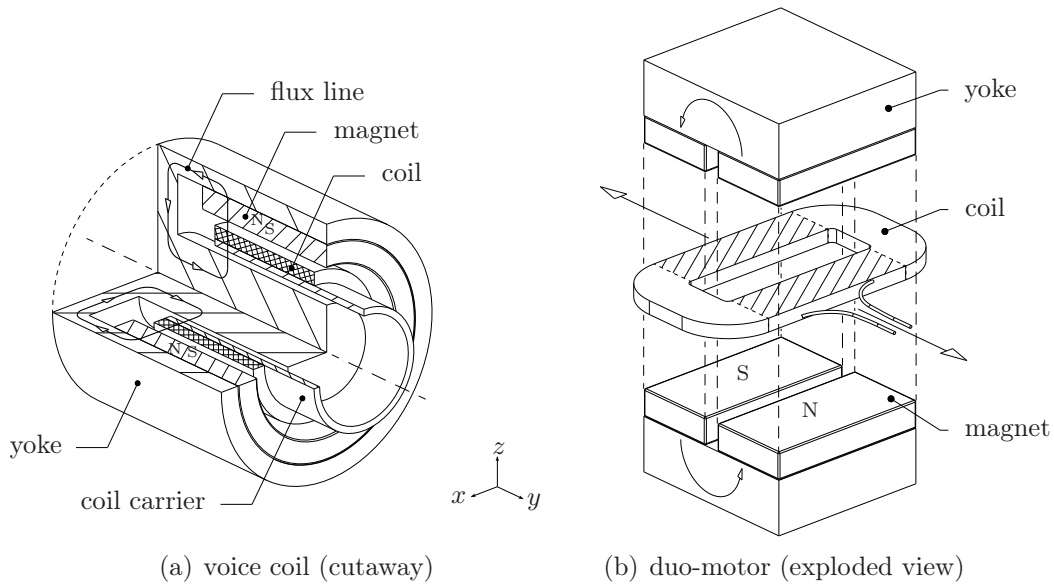 flux line
magnet
coil
N
S
N
S
yoke
coil carrier
z
x
y
(a) voice coil (cutaway)
yoke
coil
S
N
magnet
(b) duo-motor (exploded view)